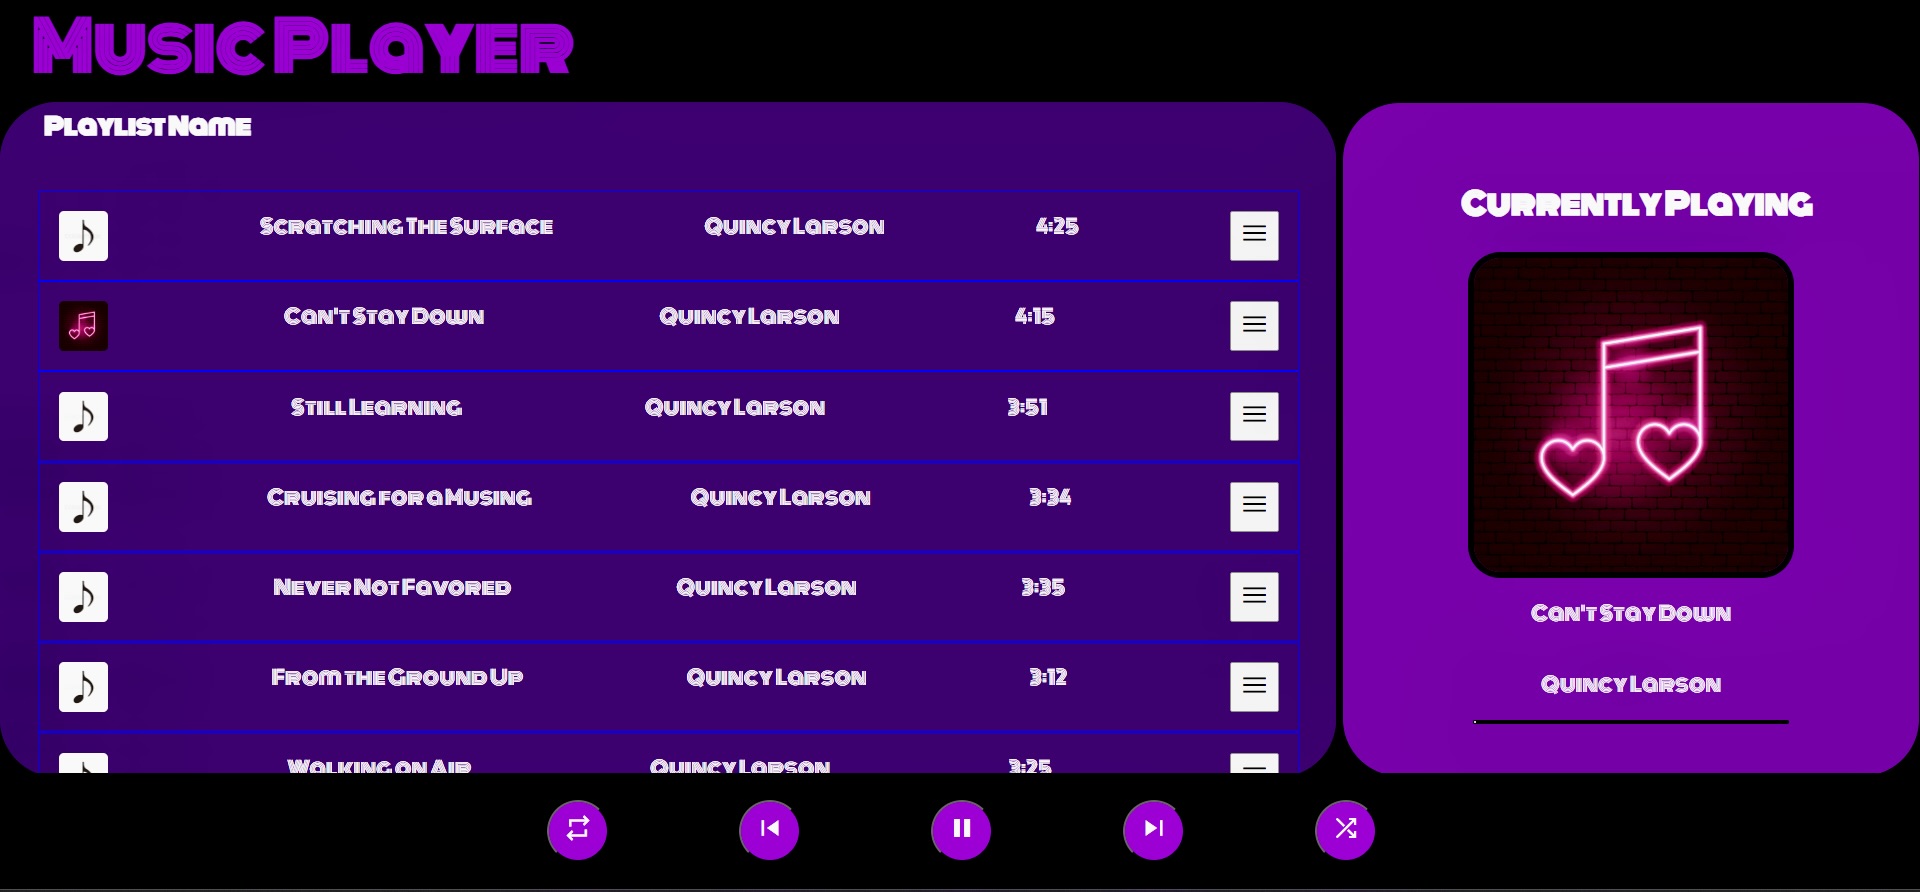 Music Player
Playlist Name
Scratching The Surface Quincy Larson 4:25
Can't Stay Down Quincy Larson 4:15
Still Learning Quincy Larson 3:51
Cruising for a Musing Quincy Larson 3:34
Never Not Favored Quincy Larson 3:35
From the Ground Up Quincy Larson 3:12
Walking on Air Quincy Larson 3:25
Currently Playing
Can't Stay Down
Quincy Larson